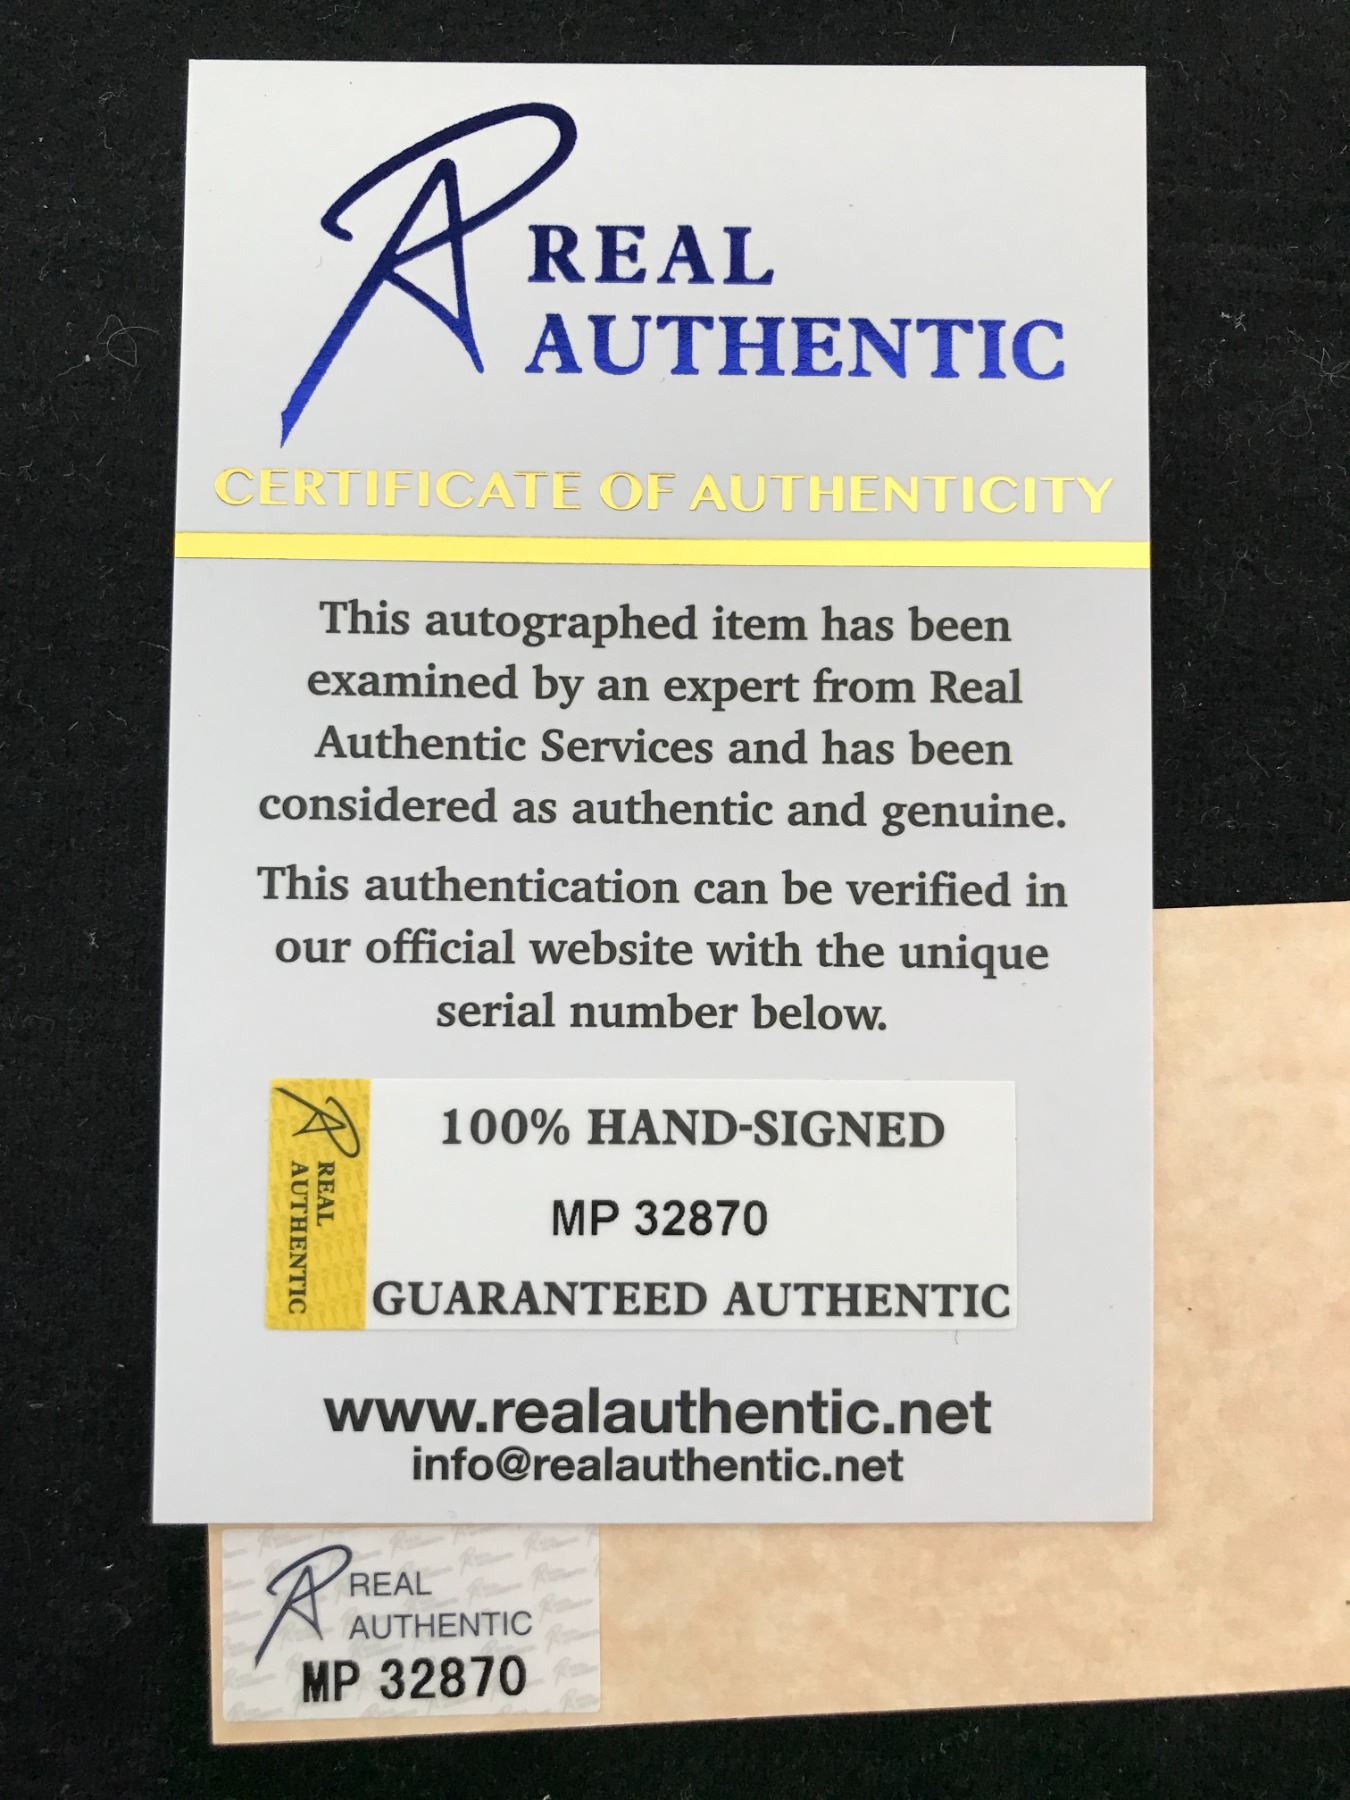 REAL
AUTHENTIC
CERTIFICATE OF AUTHENTICITY
This autographed item has been
examined by an expert from Real
Authentic Services and has been
considered as authentic and genuine.
This authentication can be verified in
our official website with the unique
serial number below.
REAL
AUTHENTIC
100% HAND-SIGNED
MP 32870
GUARANTEED AUTHENTIC
www.realauthentic.net
info@realauthentic.net
REAL
AUTHENTIC
MP 32870